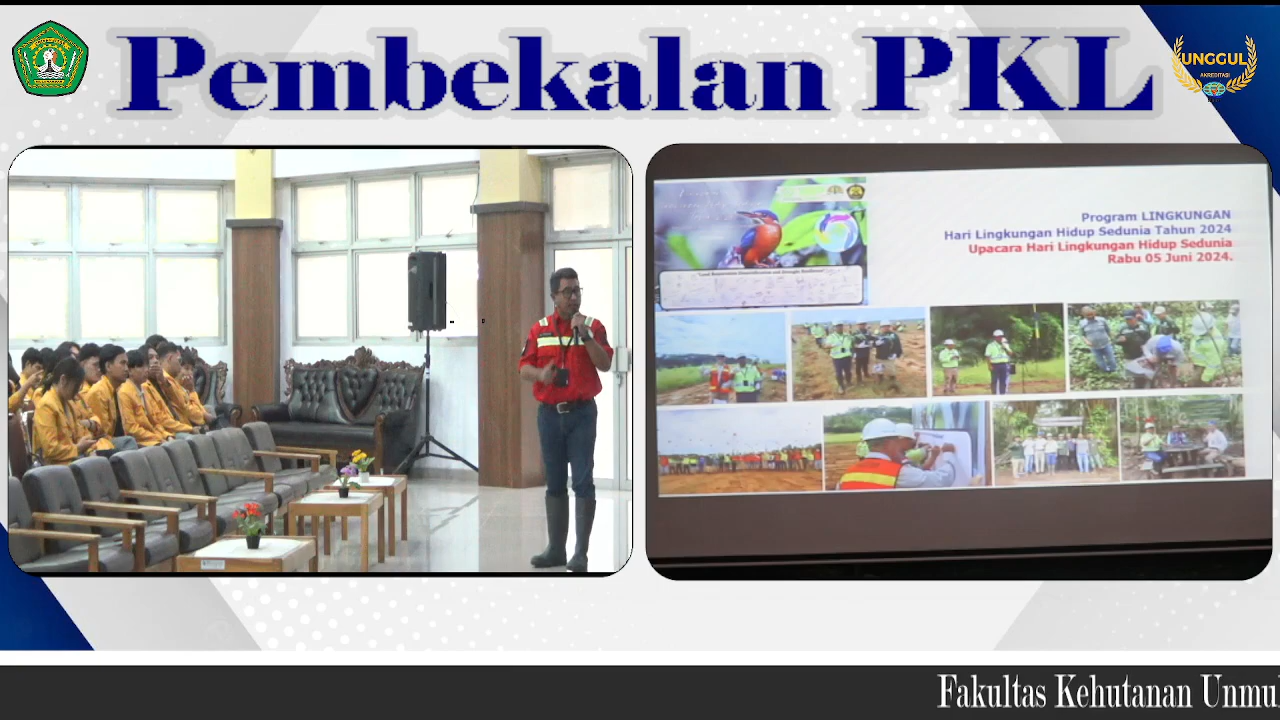 Pembekalan PKL
UNGGUL
AKREDITASI
Program LINGKUNGAN
Hari Lingkungan Hidup Sedunia Tahun 2024
Upacara Hari Lingkungan Hidup Sedunia
Rabu 05 Juni 2024.
Fakultas Kehutanan Unmul